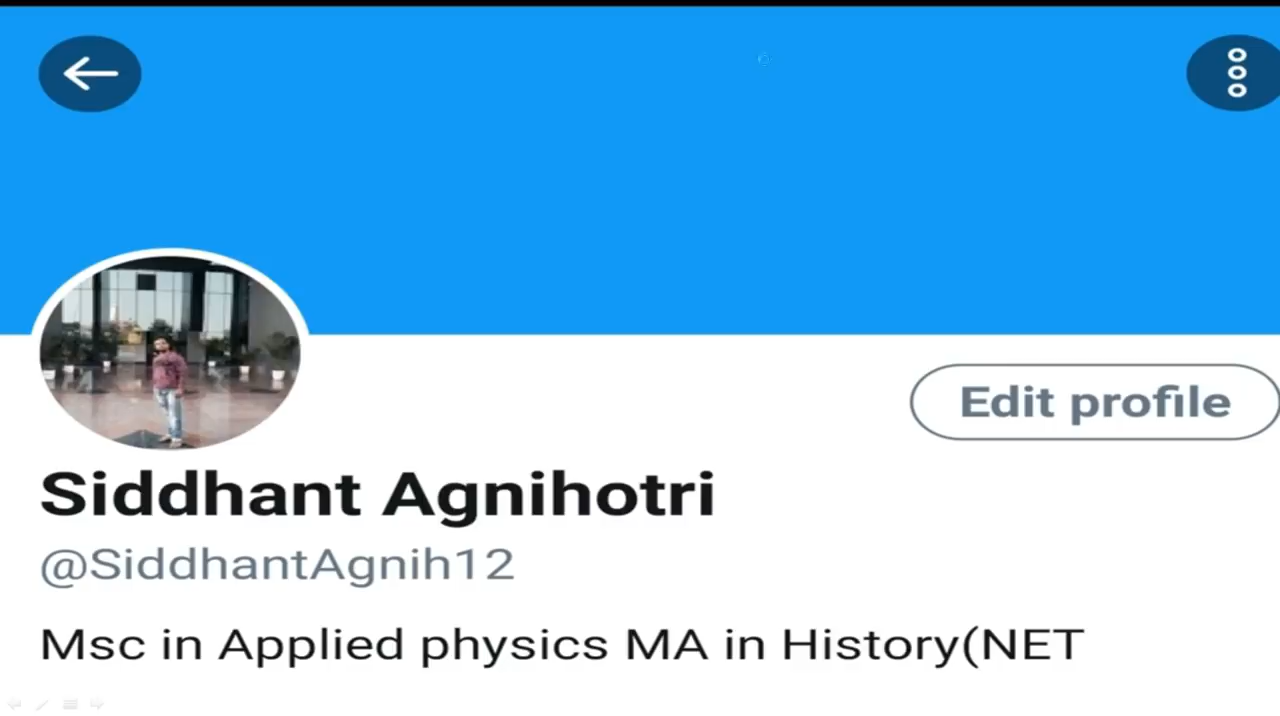 Edit profile
Siddhant Agnihotri
@SiddhantAgnih12
Msc in Applied physics MA in History(NET